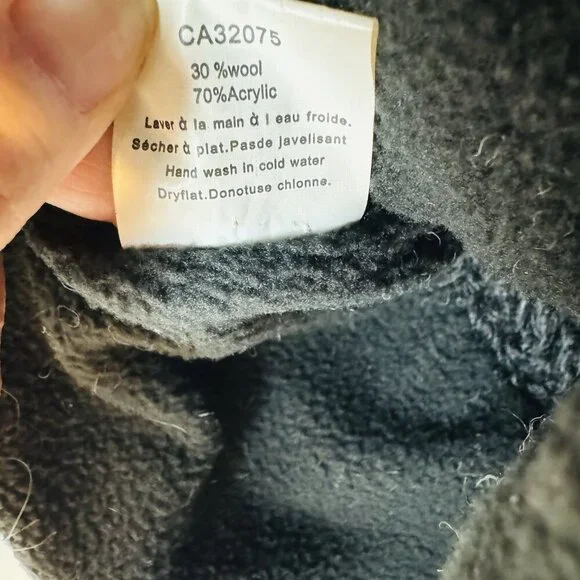 CA32075
30 %wool
70%Acrylic
Laver à la main à l eau froide.
Sécher à plat.Pasde javelisant
Hand wash in cold water
Dryflat.Donotuse chlonne.